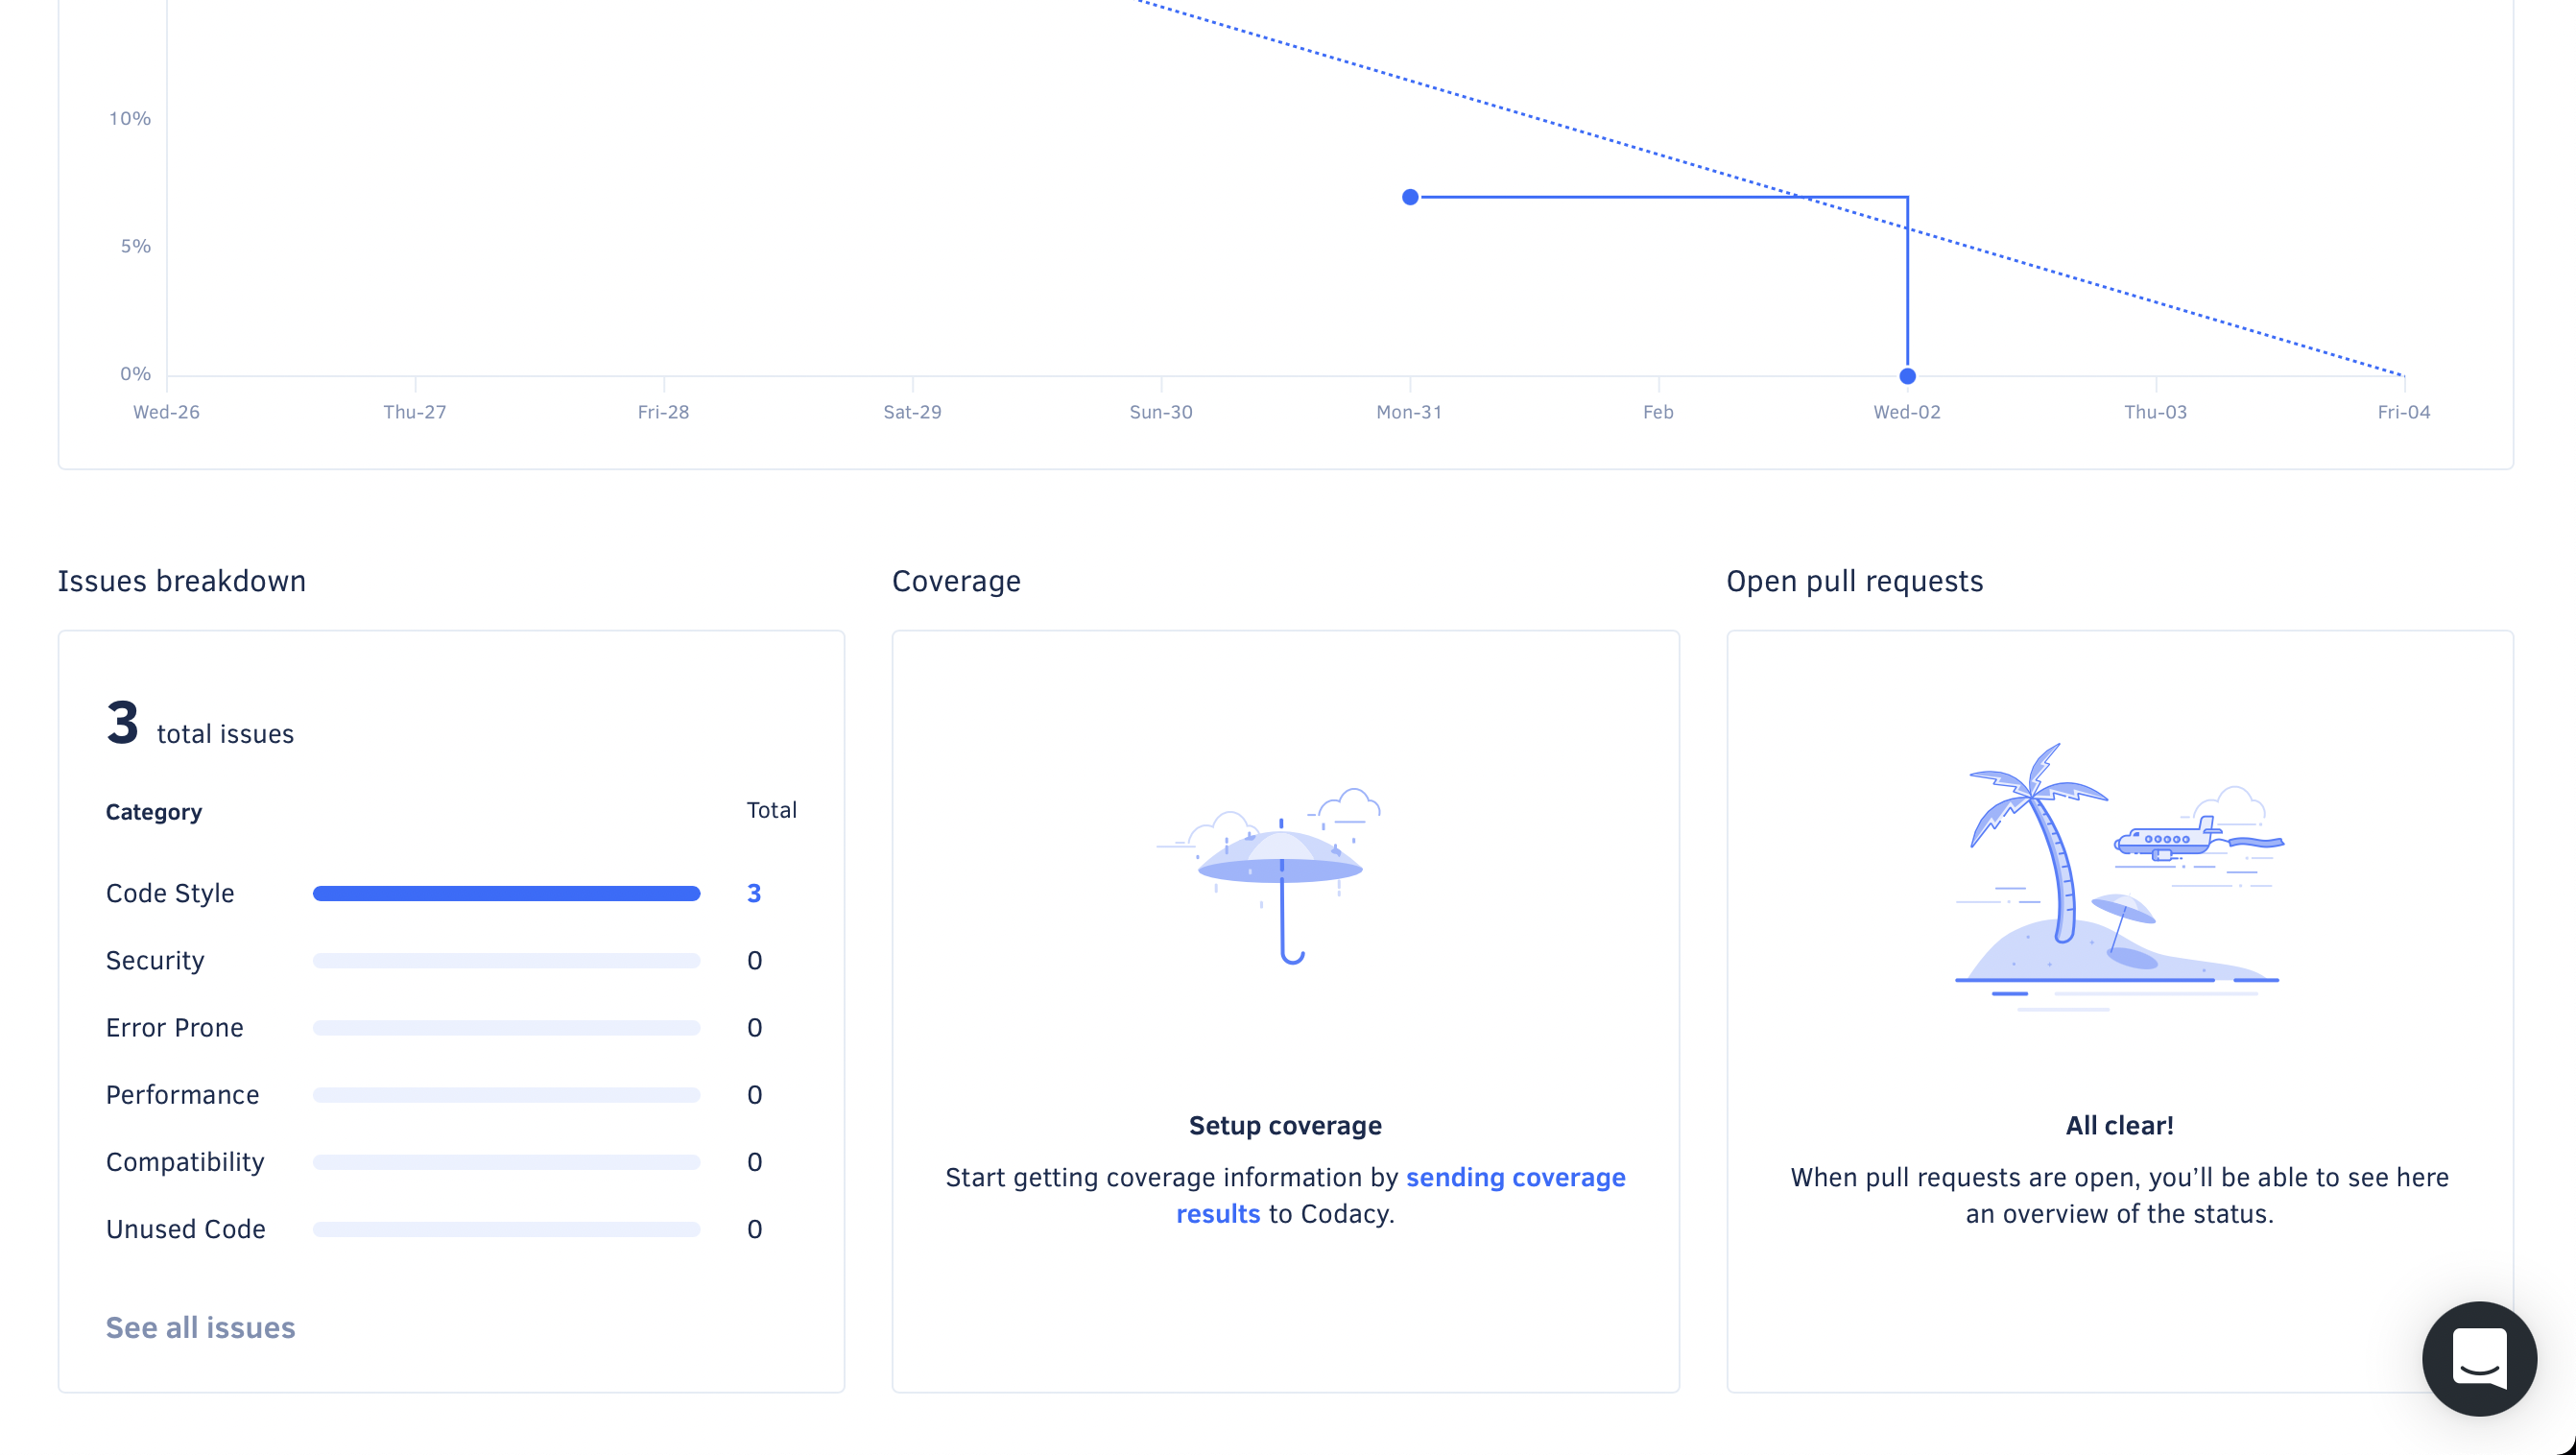 10%
5%
0%
Wed-26 Thu-27 Fri-28 Sat-29 Sun-30 Mon-31 Feb Wed-02 Thu-03 Fri-04
Issues breakdown
3 total issues
Category Total
Code Style 3
Security 0
Error Prone 0
Performance 0
Compatibility 0
Unused Code 0
See all issues
Coverage
Setup coverage
Start getting coverage information by sending coverage
results to Codacy.
Open pull requests
All clear!
When pull requests are open, you’ll be able to see here
an overview of the status.